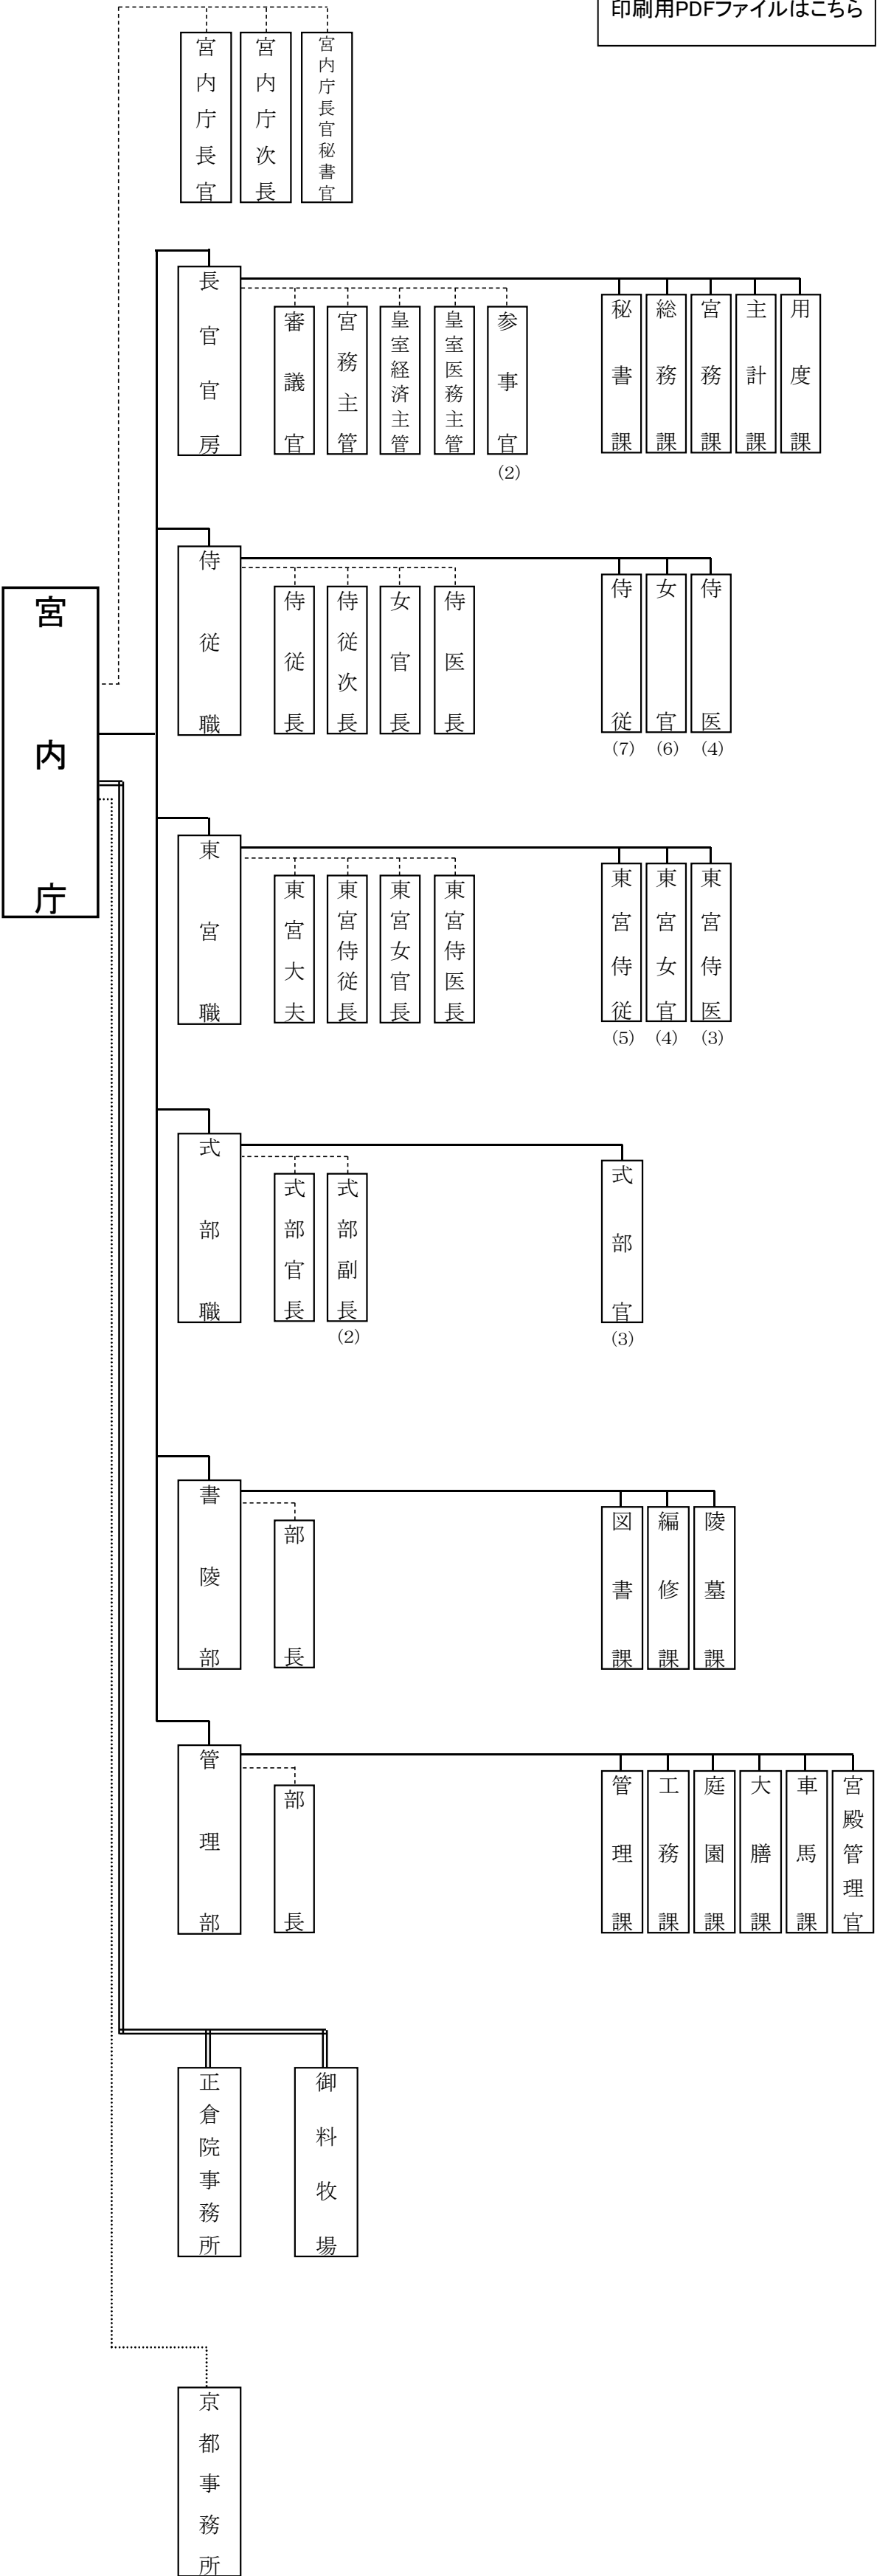 印刷用PDFファイルはこちら
宮内庁
宮内庁長官
宮内庁次長
宮内庁長官秘書官
長官官房
審議官
宮務主管
皇室経済主管
皇室医務主管
参事官
(2)
秘書課
総務課
宮務課
主計課
用度課
侍従職
侍従長
侍従次長
女官長
侍医長
侍従
(7)
女官
(6)
侍医
(4)
東宮職
東宮大夫
東宮侍従長
東宮女官長
東宮侍医長
東宮侍従
(5)
東宮女官
(4)
東宮侍医
(3)
式部職
式部官長
式部副長
(2)
式部官
(3)
書陵部
部長
図書課
編修課
陵墓課
管理部
部長
管理課
工務課
庭園課
大膳課
車馬課
宮殿管理官
正倉院事務所
御料牧場
京都事務所